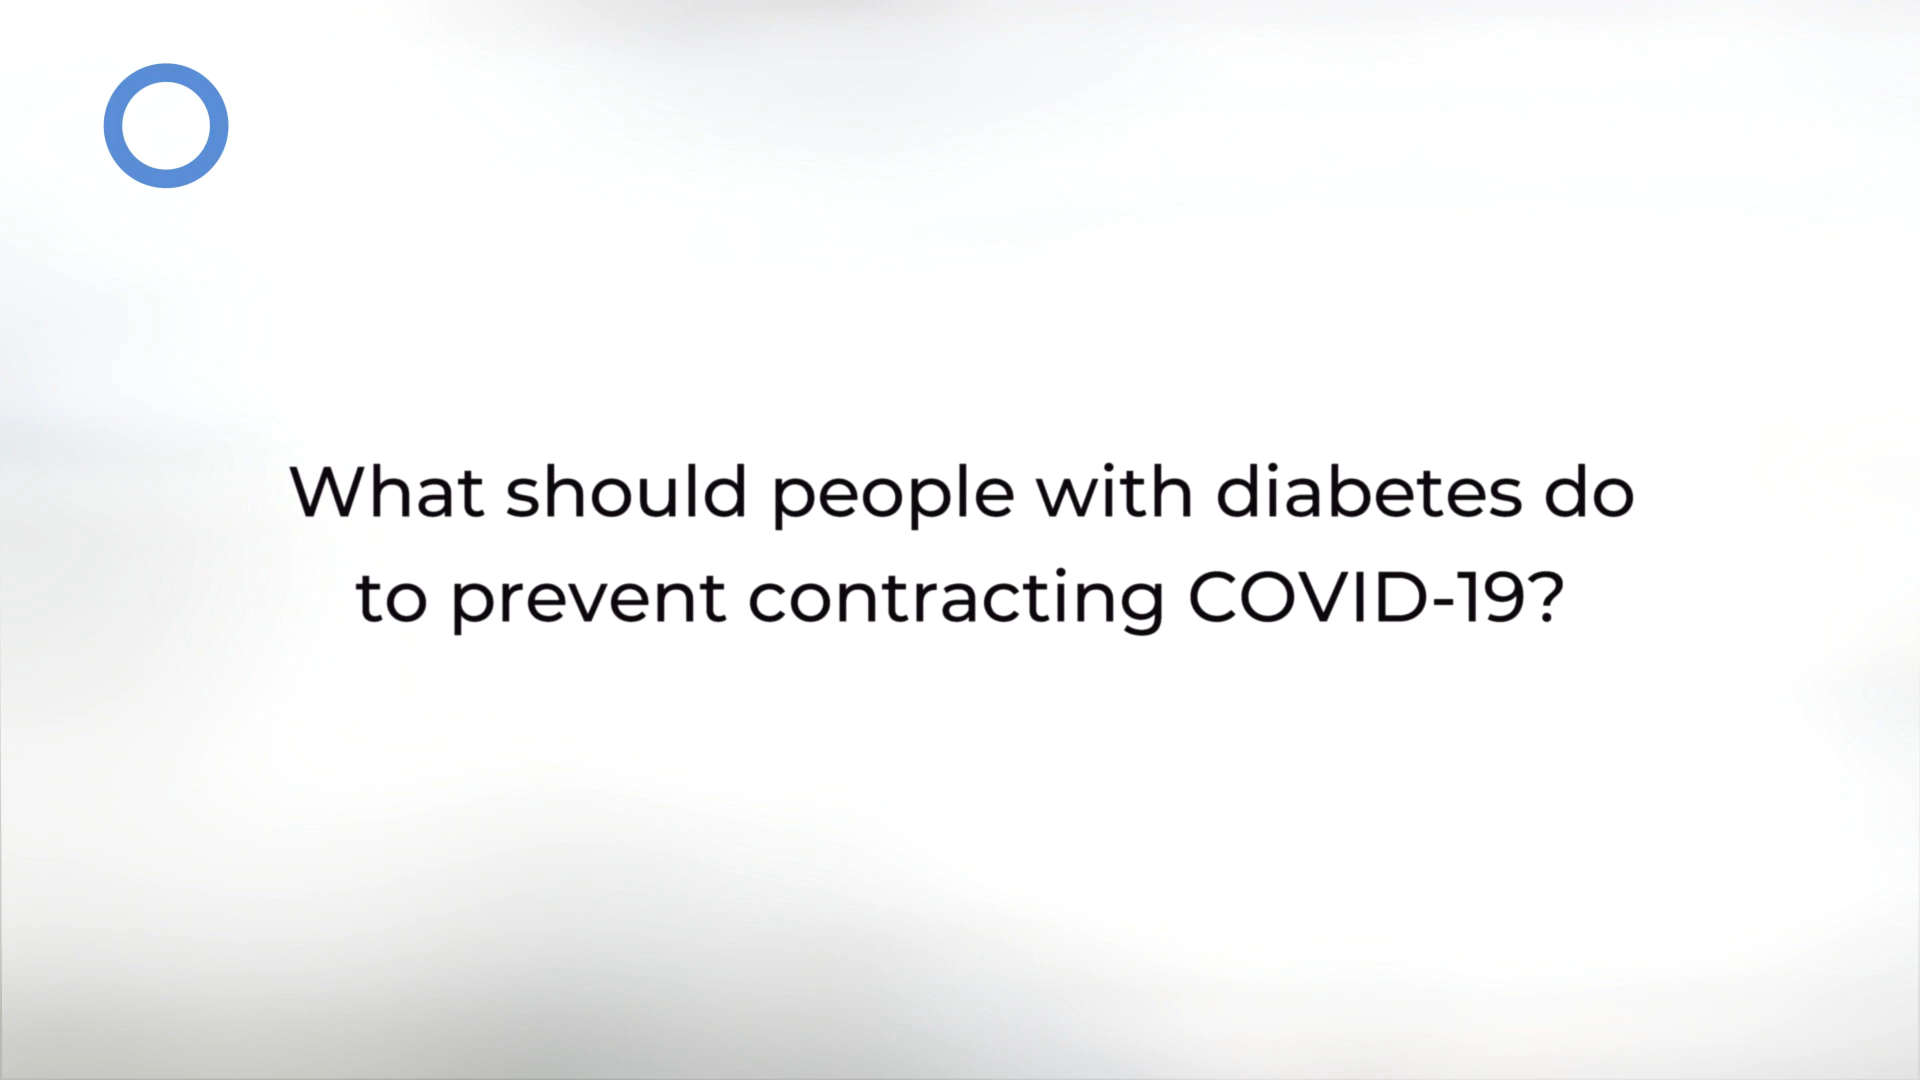 What should people with diabetes do
to prevent contracting COVID-19?